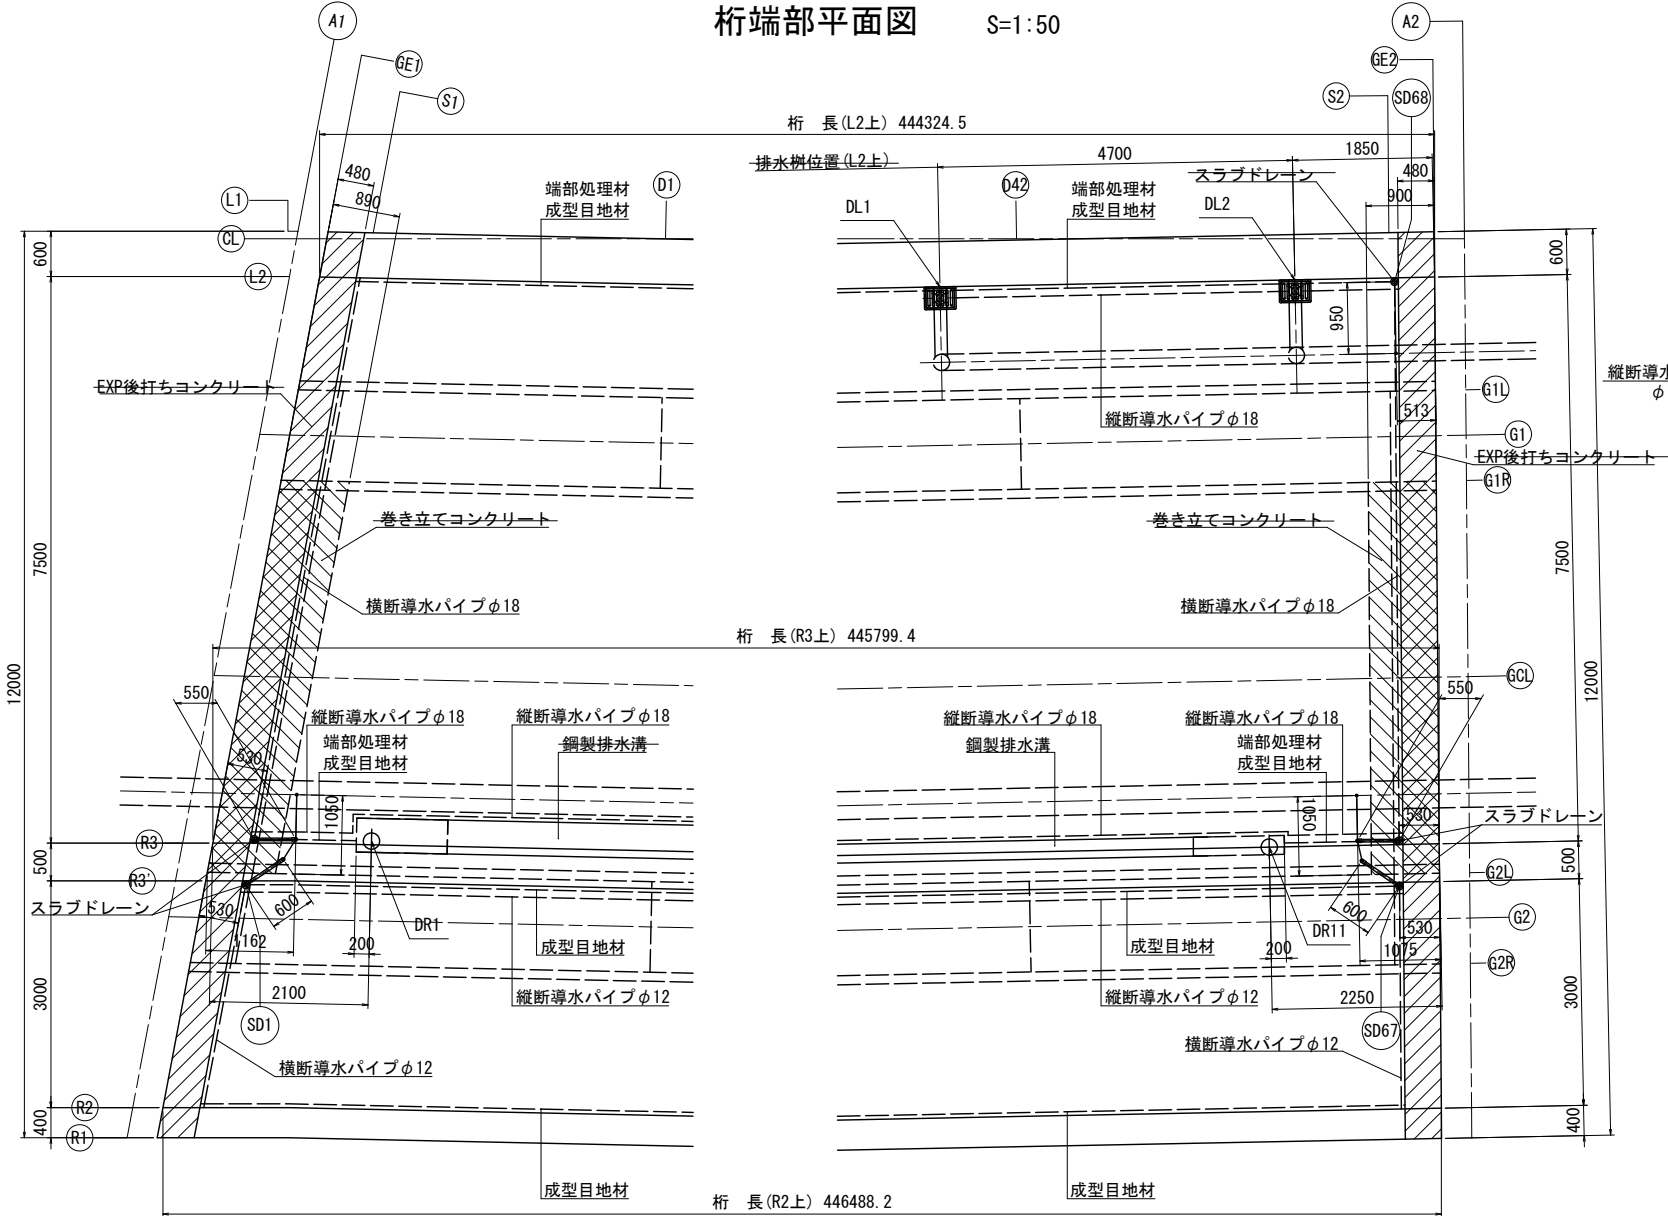 桁端部平面図 S=1:50
A1
A2
GE1
GE2
S1
S2
SD68
桁 長(L2上) 444324.5
排水桝位置(L2上)
4700
1850
480
480
890
900
スラブドレーン
端部処理材
成型目地材
D1
D42
端部処理材
成型目地材
DL1
DL2
L1
CL
L2
600
600
950
EXP後打ちコンクリート
縦断導水パイプφ18
513
G1L
縦断導水
φ
G1
EXP後打ちコンクリート
G1R
巻き立てコンクリート
巻き立てコンクリート
7500
7500
横断導水パイプφ18
横断導水パイプφ18
桁 長(R3上) 445799.4
12000
12000
GCL
550
550
縦断導水パイプφ18
縦断導水パイプφ18
縦断導水パイプφ18
縦断導水パイプφ18
端部処理材
成型目地材
鋼製排水溝
鋼製排水溝
端部処理材
成型目地材
530
1050
1050
530
スラブドレーン
R3
500
500
R3'
G2L
スラブドレーン
530
600
600
G2
162
200
DR1
成型目地材
成型目地材
DR11
200
530
1075
G2R
3000
3000
2100
縦断導水パイプφ12
縦断導水パイプφ12
2250
SD1
SD67
横断導水パイプφ12
横断導水パイプφ12
R2
400
400
R1
成型目地材
成型目地材
桁 長(R2上) 446488.2